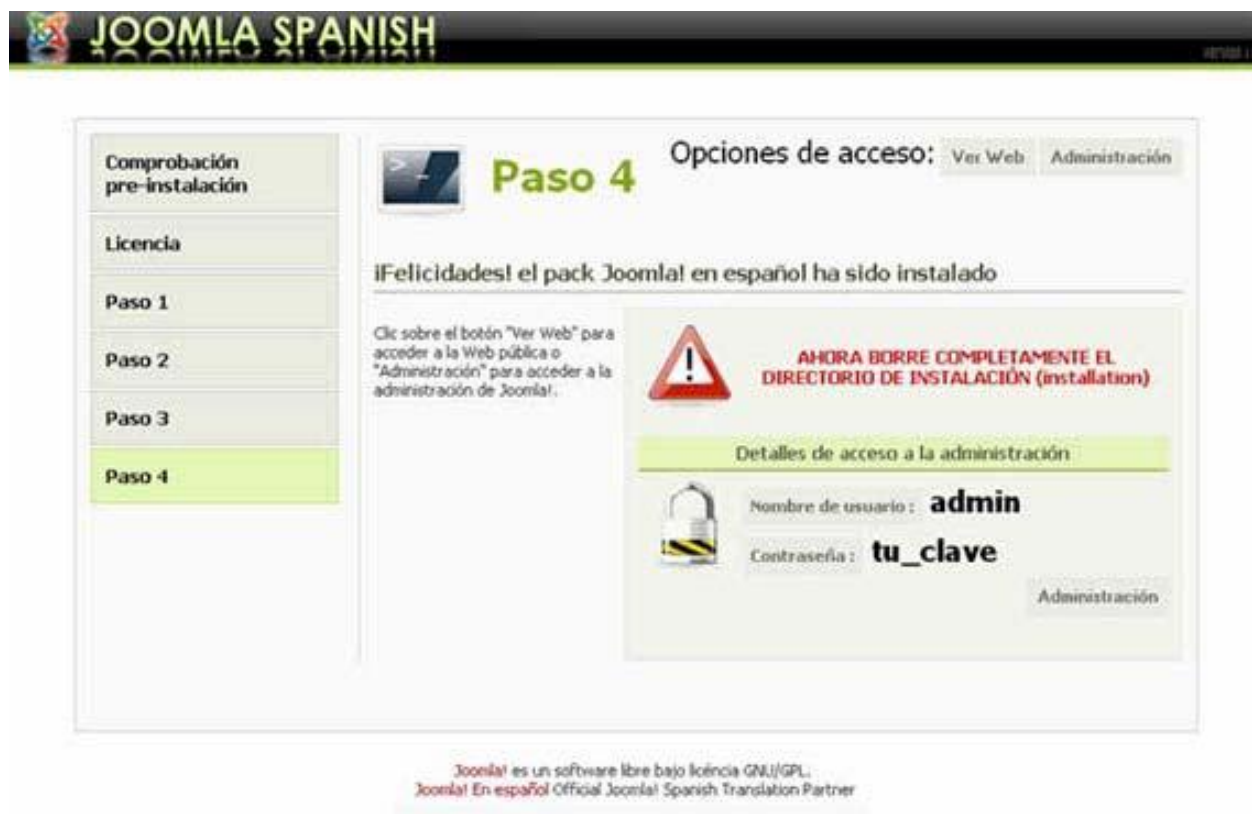 JOOMLA SPANISH
Comprobación
pre-instalación
Licencia
Paso 1
Paso 2
Paso 3
Paso 4
Paso 4
Opciones de acceso: Ver Web Administración
¡Felicidades! el pack Joomla! en español ha sido instalado
Clic sobre el botón "Ver Web" para
acceder a la Web pública o
"Administración" para acceder a la
administración de Joomla!.
AHORA BORRE COMPLETAMENTE EL
DIRECTORIO DE INSTALACIÓN (installation)
Detalles de acceso a la administración
Nombre de usuario : admin
Contraseña : tu_clave
Administración
Joomla! es un software libre bajo licéncia GNU/GPL.
Joomla! En español Official Joomla! Spanish Translation Partner